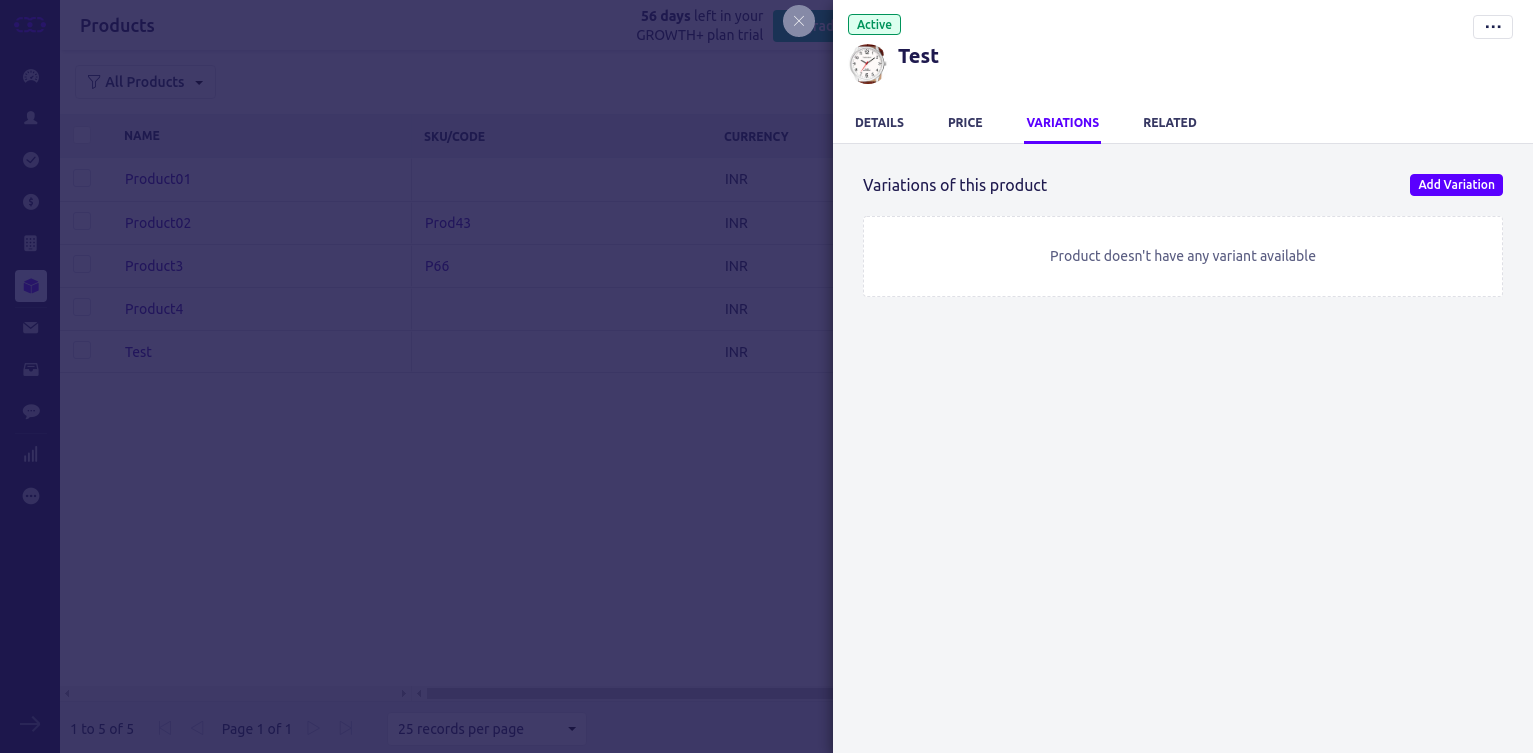 Products
56 days left in your
GROWTH+ plan trial
All Products
NAME
SKU/CODE
CURRENCY
Product01
INR
Product02
Prod43
INR
Product3
P66
INR
Product4
INR
Test
INR
1 to 5 of 5
Page 1 of 1
25 records per page
Active
Test
DETAILS
PRICE
VARIATIONS
RELATED
Variations of this product
Add Variation
Product doesn't have any variant available